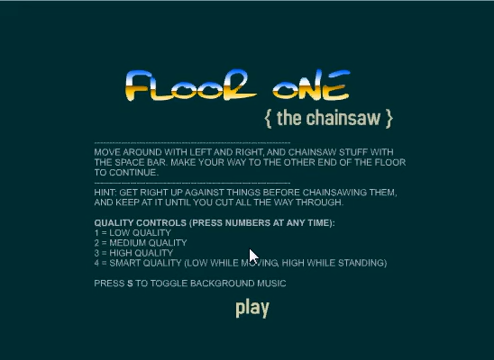 FLOOR ONE
{ the chainsaw }
MOVE AROUND WITH LEFT AND RIGHT, AND CHAINSAW STUFF WITH
THE SPACE BAR. MAKE YOUR WAY TO THE OTHER END OF THE FLOOR
TO CONTINUE.
HINT: GET RIGHT UP AGAINST THINGS BEFORE CHAINSAWING THEM,
AND KEEP AT IT UNTIL YOU CUT ALL THE WAY THROUGH.
QUALITY CONTROLS (PRESS NUMBERS AT ANY TIME):
1 = LOW QUALITY
2 = MEDIUM QUALITY
3 = HIGH QUALITY
4 = SMART QUALITY (LOW WHILE MOVING, HIGH WHILE STANDING)
PRESS S TO TOGGLE BACKGROUND MUSIC
play